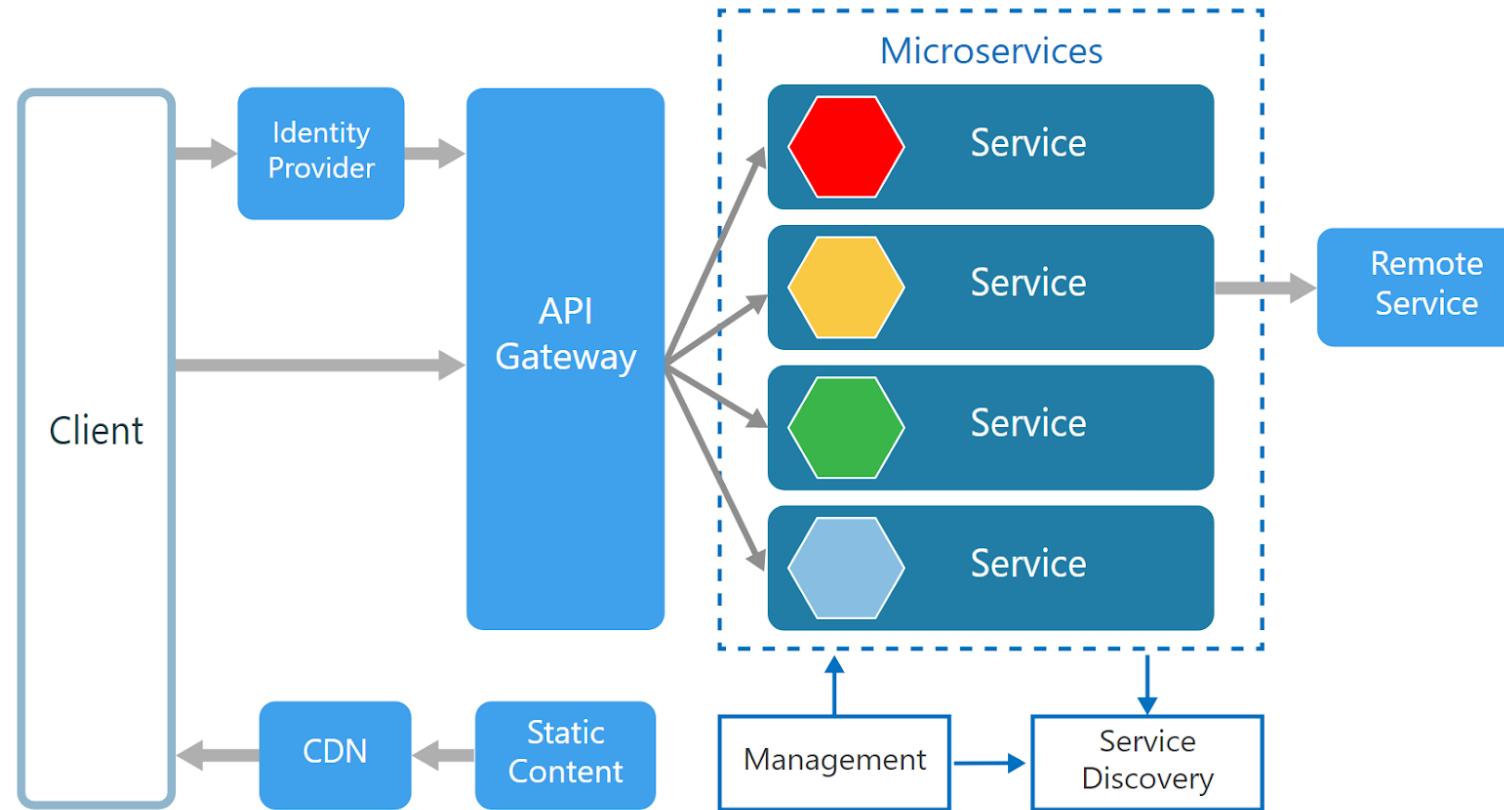 Microservices
Identity
Provider
Service
Service
Remote
Service
API
Gateway
Client
Service
Service
CDN
Static
Content
Management
Service
Discovery